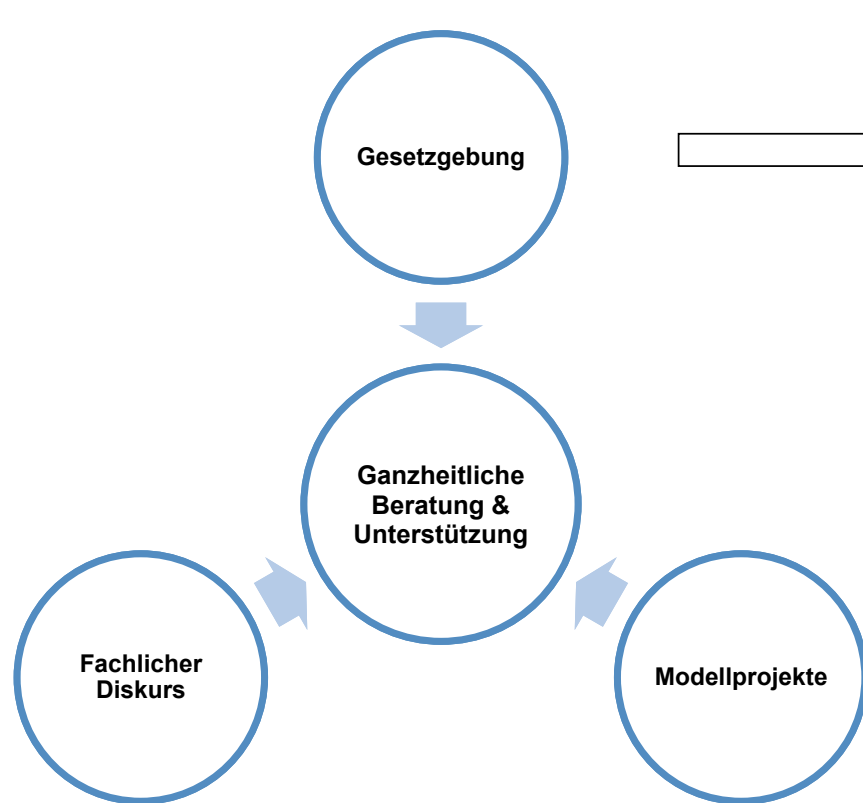 Gesetzgebung
Ganzheitliche
Beratung &
Unterstützung
Fachlicher
Diskurs
Modellprojekte